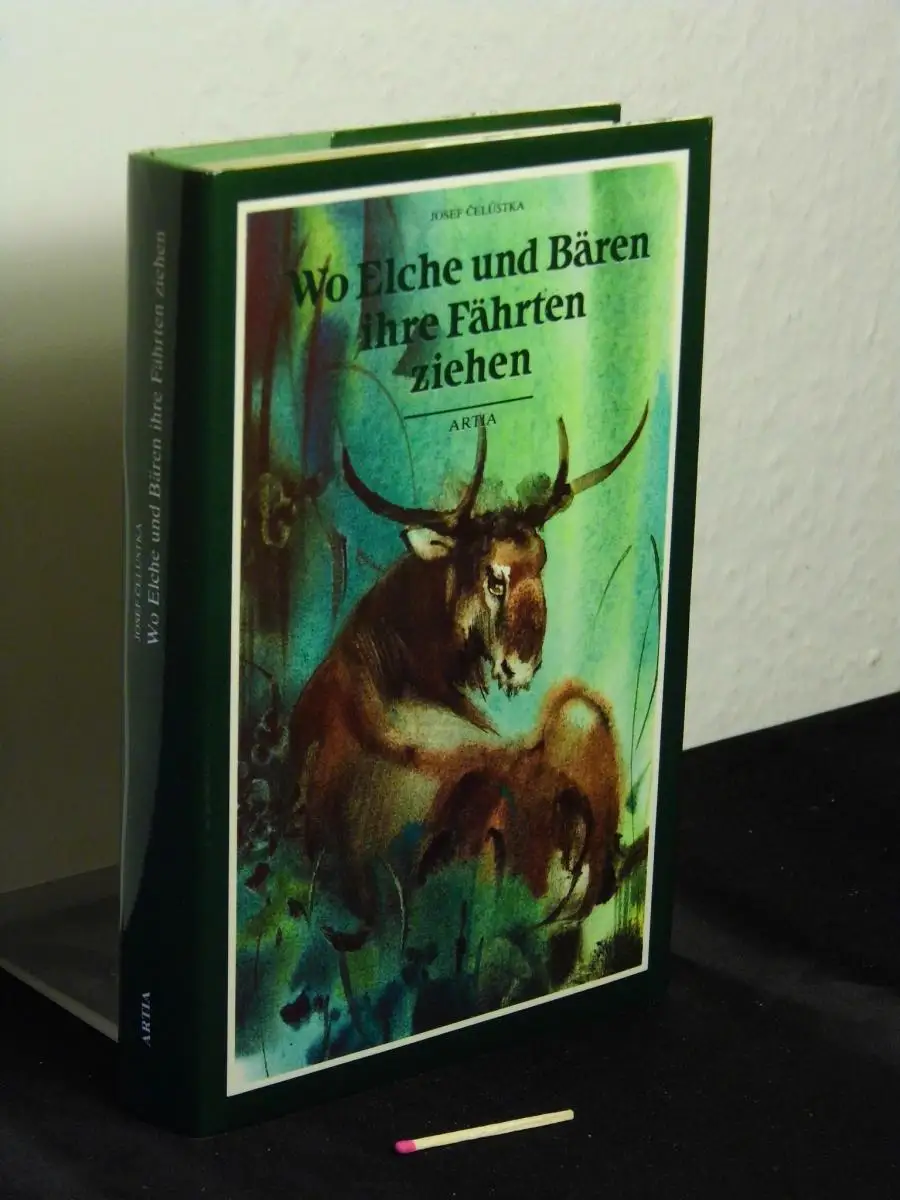 JOSEF ČELŮSTKA
Wo Elche und Bären
ihre Fährten
ziehen
ARTIA
JOSEF ČELŮSTKA
Wo Elche und Bären ihre Fährten ziehen
ARTIA